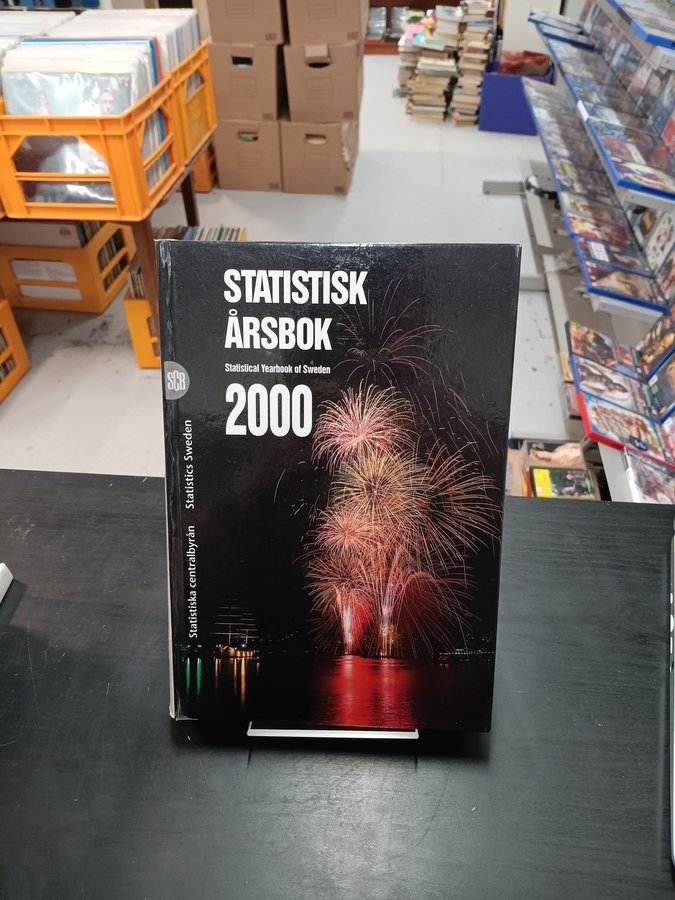 STATISTISK
ÅRSBOK
Statistical Yearbook of Sweden
2000
SCB
Statistiska centralbyrån Statistics Sweden